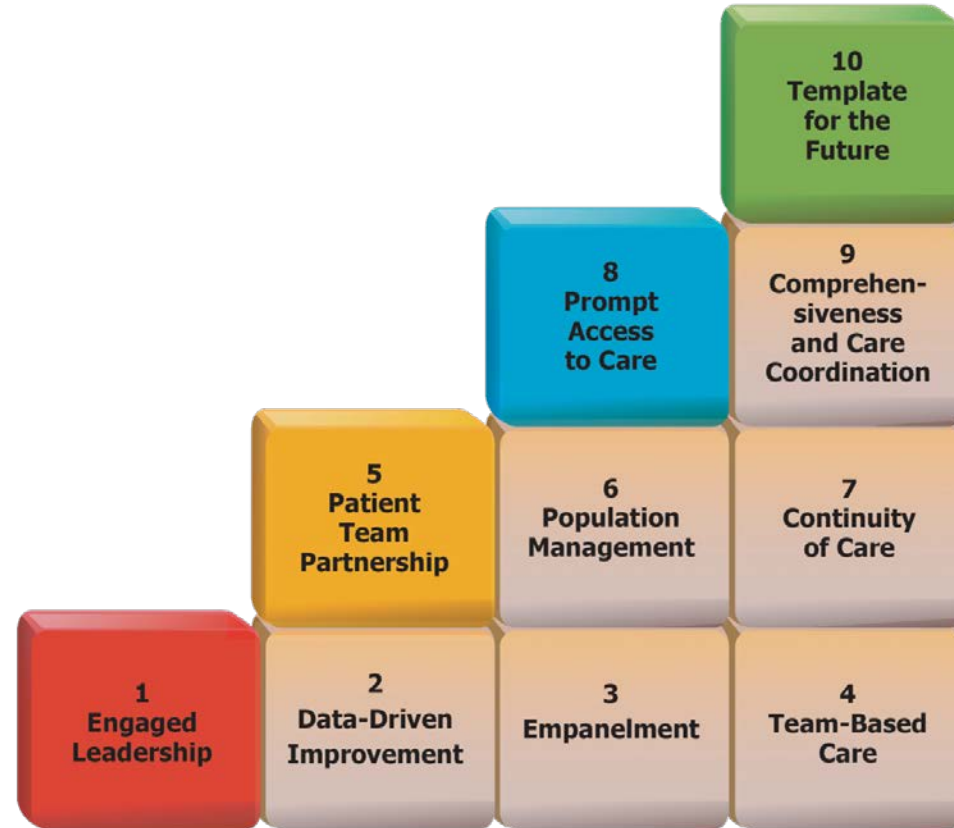 10
Template
for the
Future
8
Prompt
Access
to Care
9
Comprehen-
siveness
and Care
Coordination
5
Patient
Team
Partnership
6
Population
Management
7
Continuity
of Care
1
Engaged
Leadership
2
Data-Driven
Improvement
3
Empanelment
4
Team-Based
Care